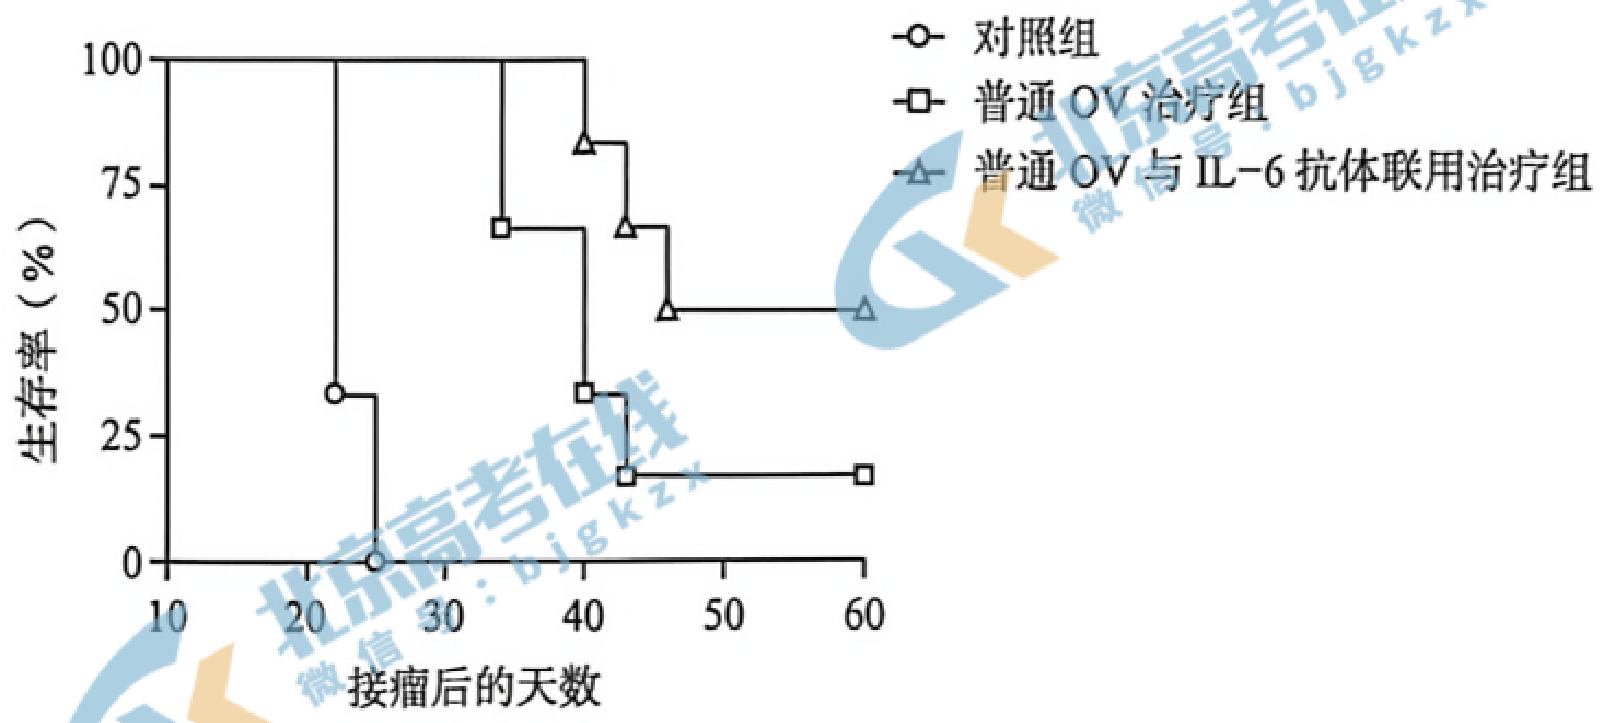 对照组
普通 OV 治疗组
普通 OV 与 IL-6 抗体联用治疗组
生存率(%)
100
75
50
25
0
10 20 30 40 50 60
接瘤后的天数
北京高考在线
微信号:bjgkzx
北京高考在线
微信号:bjgkzx